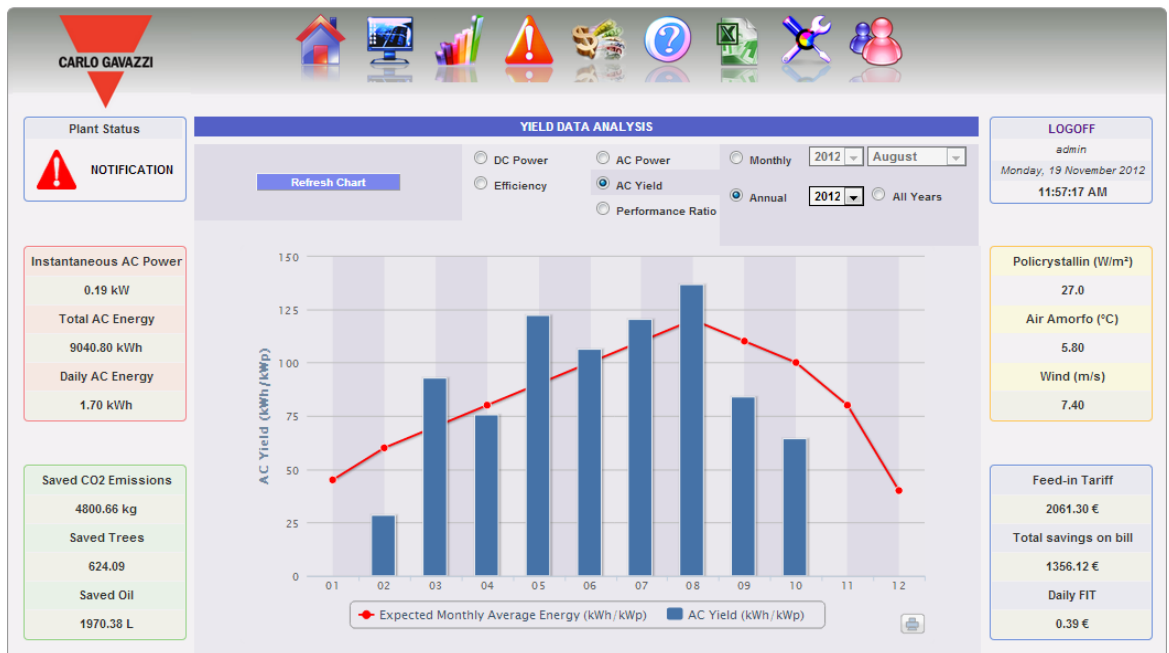 CARLO GAVAZZI
Plant Status
NOTIFICATION
Instantaneous AC Power
0.19 kW
Total AC Energy
9040.80 kWh
Daily AC Energy
1.70 kWh
Saved CO2 Emissions
4800.66 kg
Saved Trees
624.09
Saved Oil
1970.38 L
YIELD DATA ANALYSIS
Refresh Chart
DC Power
AC Power
Monthly
2012
August
Efficiency
AC Yield
Annual
2012
All Years
Performance Ratio
AC Yield (kWh/kWp)
150
125
100
75
50
25
0
01 02 03 04 05 06 07 08 09 10 11 12
Expected Monthly Average Energy (kWh/kWp) AC Yield (kWh/kWp)
LOGOFF
admin
Monday, 19 November 2012
11:57:17 AM
Policrystallin (W/m²)
27.0
Air Amorfo (°C)
5.80
Wind (m/s)
7.40
Feed-in Tariff
2061.30 €
Total savings on bill
1356.12 €
Daily FIT
0.39 €